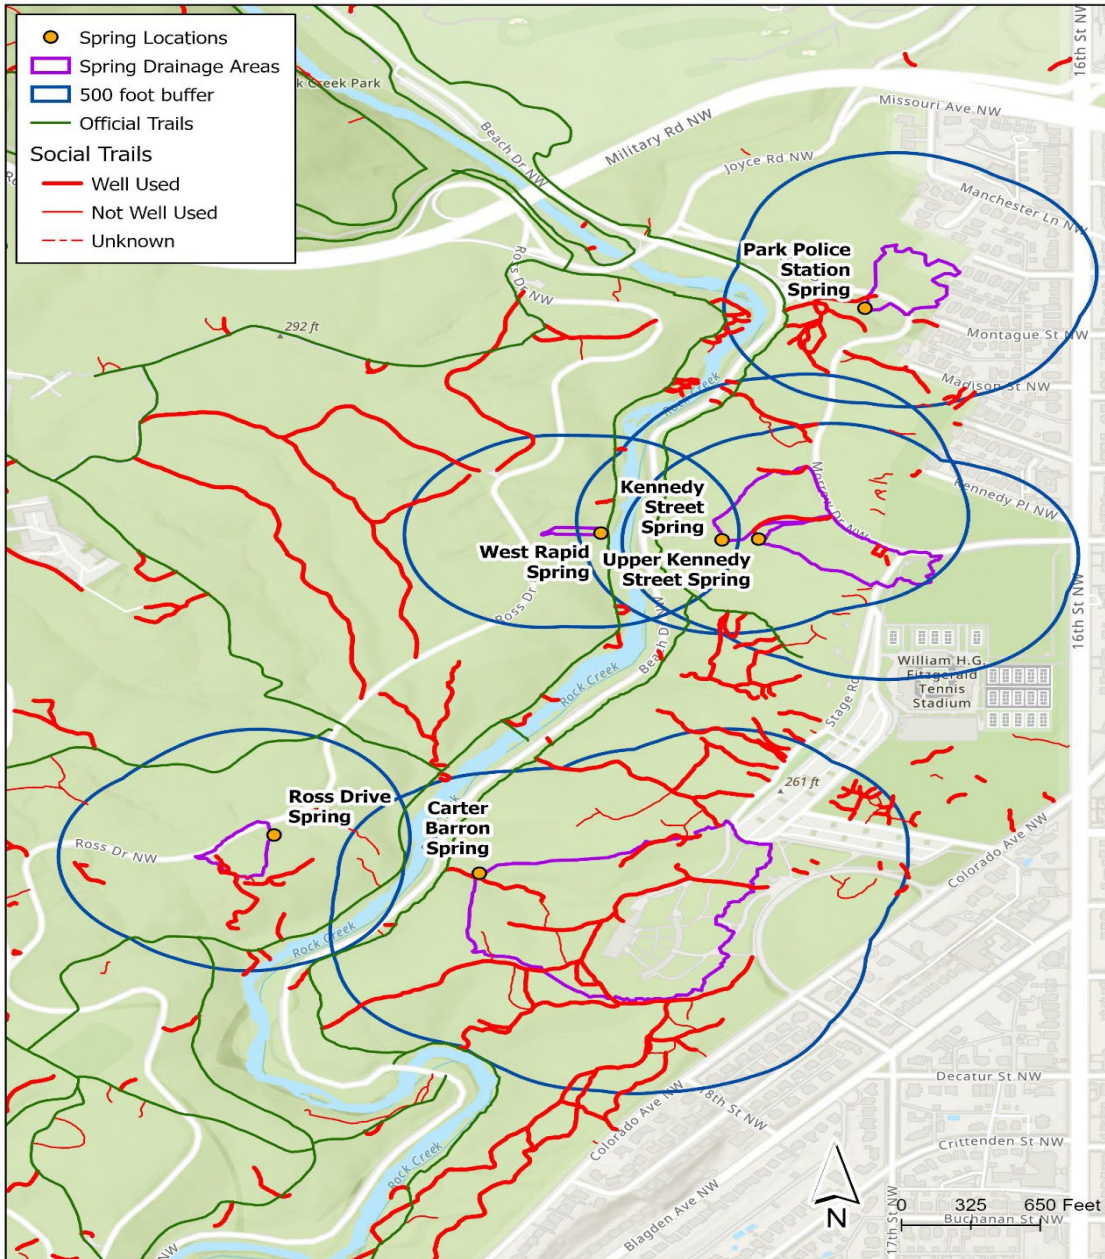 Spring Locations
Spring Drainage Areas
500 foot buffer
Official Trails
Social Trails
Well Used
Not Well Used
Unknown
k Creek Park
16th St NW
Missouri Ave NW
Beach Dr NW
Military Rd NW
Joyce Rd NW
Manchester Ln NW
Park Police
Station
Spring
Ross Dr NW
292 ft
Montague St NW
Madison St NW
Rock Creek
Kennedy Pl NW
Morrow Dr NW
Kennedy
Street
Spring
West Rapid
Spring
Upper Kennedy
Street Spring
Ross Dr
Beach D
16th St NW
Rock Creek
William H.G.
Fitzgerald
Tennis
Stadium
Stage Rd
261 ft
Ross Drive
Spring
Carter
Barron
Spring
Ross Dr NW
Colorado Ave NW
Rock Creek
Decatur St NW
18th St NW
Colorado Ave NW
Crittenden St NW
Rock Creek
Blagden Ave NW
17th St NW
Buchanan St NW
N
0 325 650 Feet
NW